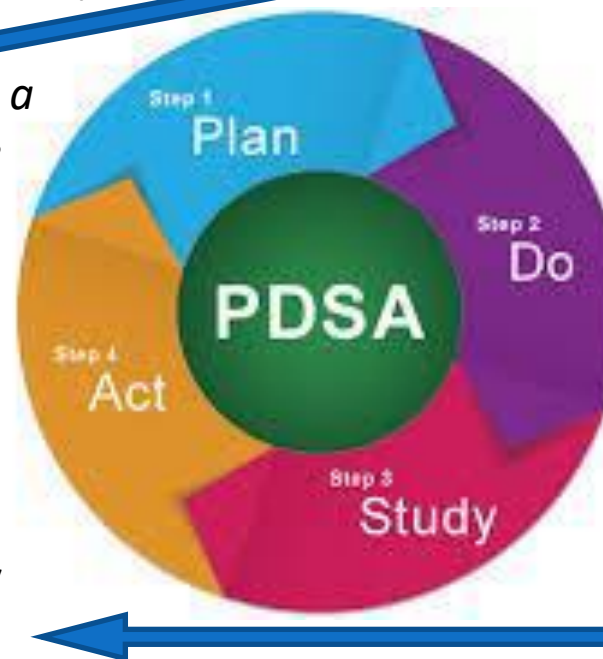 a
Step 1
Plan
Step 2
Do
PDSA
Step 4
Act
Step 3
Study